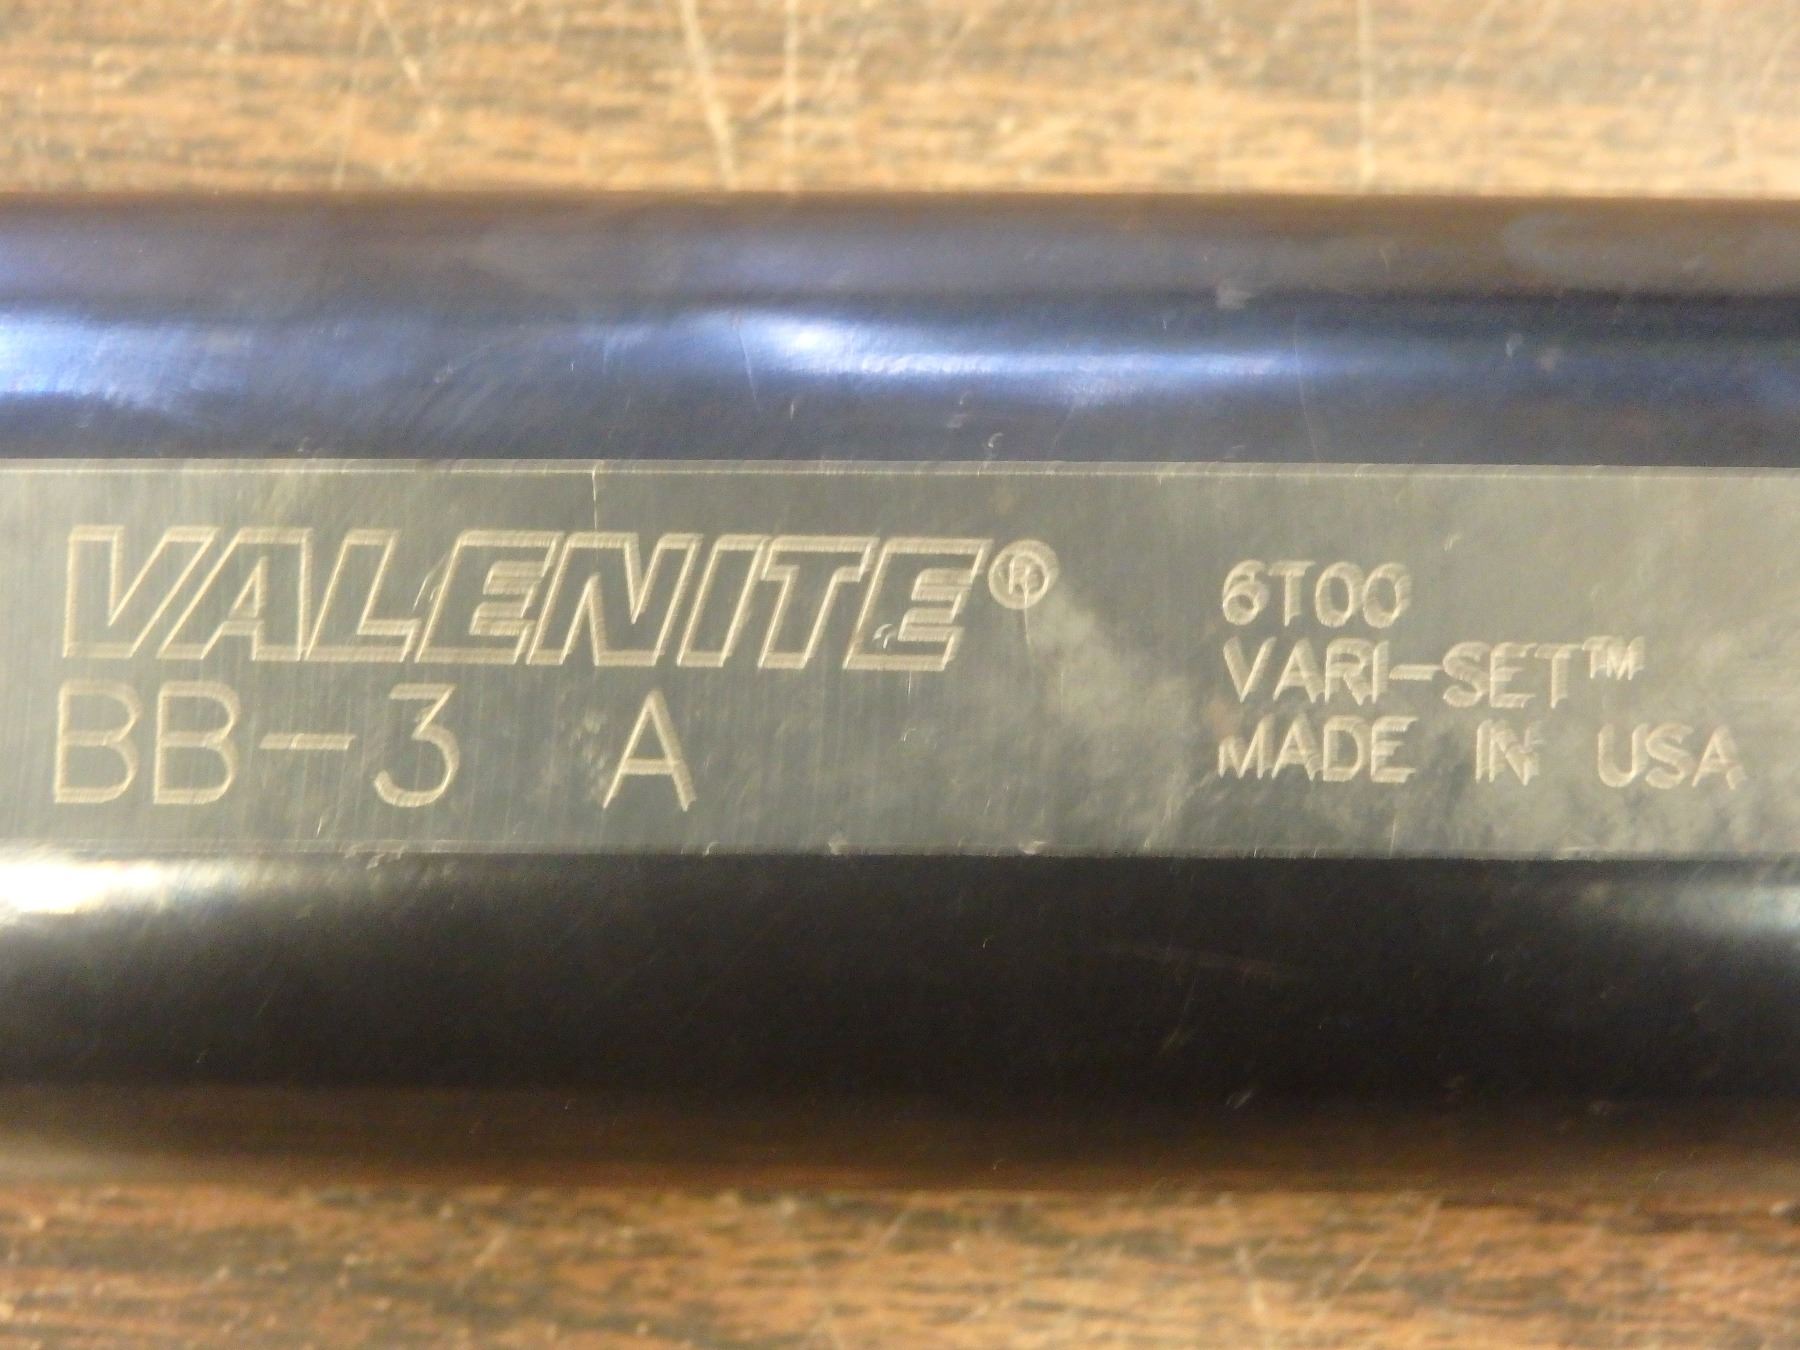 VALENITE®
BB-3 A
6T00
VARI-SET™
MADE IN USA